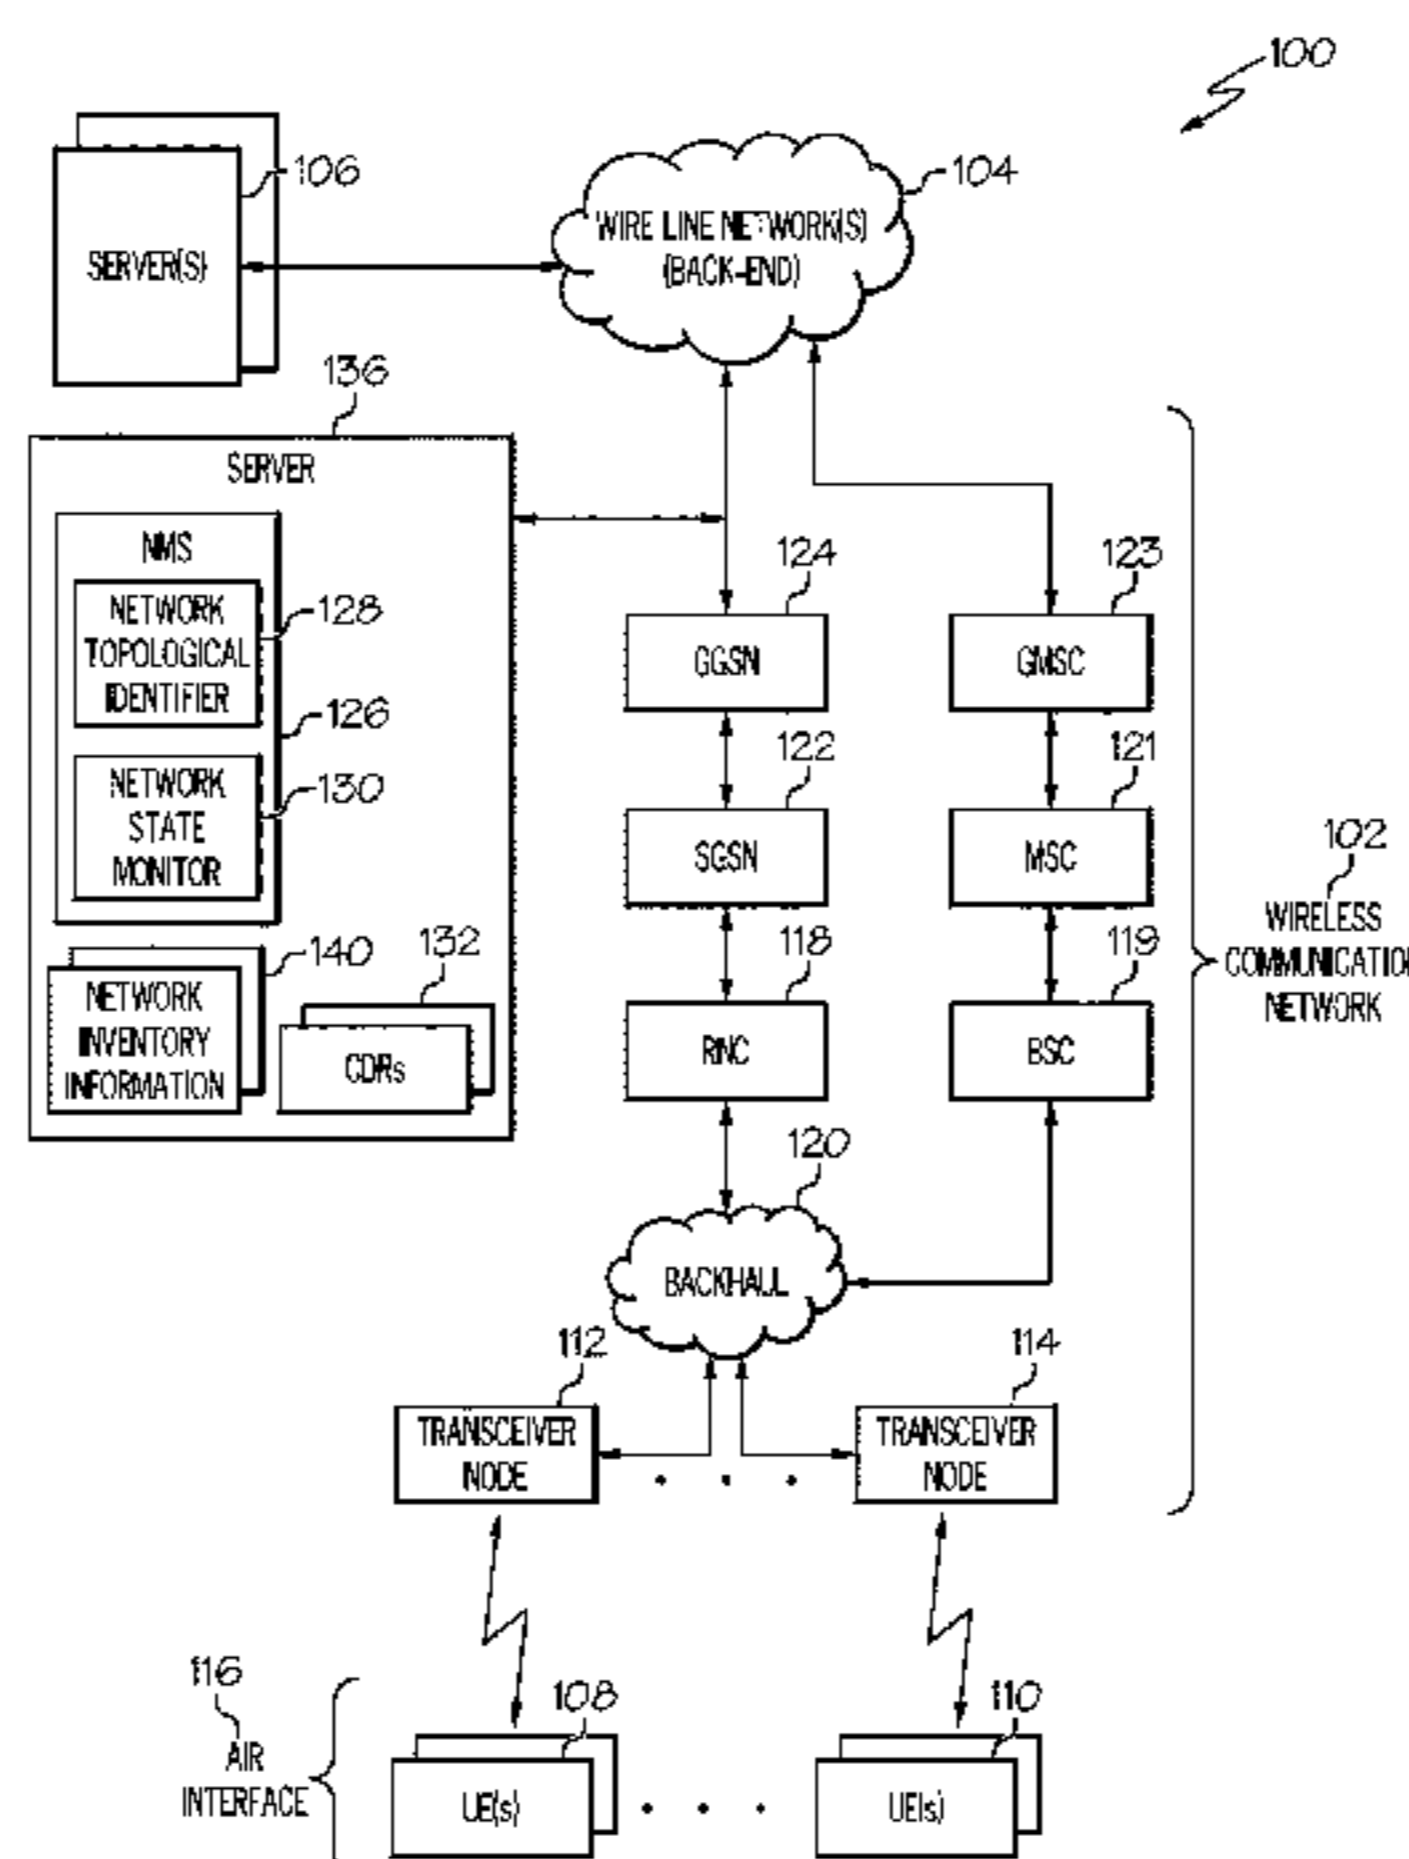 100
106
104
SERVER(S)
WIRE LINE NETWORK(S)
(BACK-END)
136
SERVER
NMS
NETWORK
TOPOLOGICAL
IDENTIFIER
128
126
NETWORK
STATE
MONITOR
130
140
NETWORK
INVENTORY
INFORMATION
132
CDRs
124
GGSN
123
GMSC
122
SGSN
121
MSC
118
RNC
119
BSC
102
WIRELESS
COMMUNICATION
NETWORK
120
BACKHAUL
112
TRANSCEIVER
NODE
114
TRANSCEIVER
NODE
. . .
116
AIR
INTERFACE
108
UE(s)
. . .
110
UE(s)